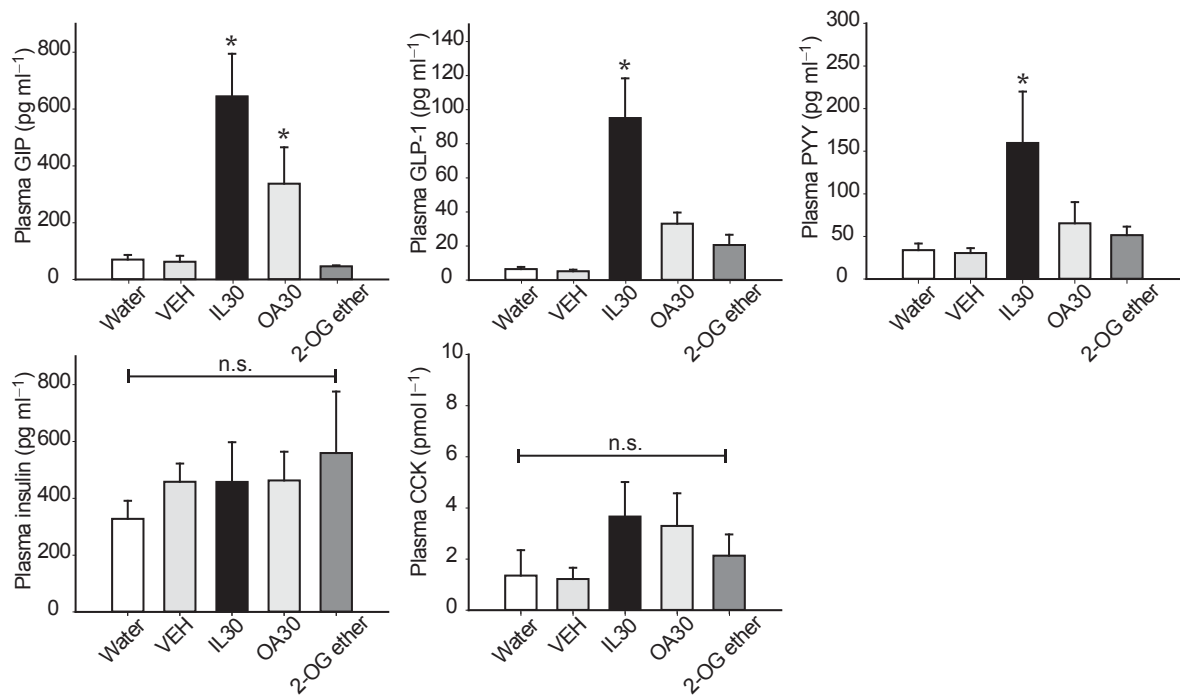 Plasma GIP (pg ml⁻¹)
800
600
400
200
0
*
*
Water
VEH
IL30
OA30
2-OG ether
Plasma GLP-1 (pg ml⁻¹)
140
120
100
80
60
40
20
0
*
Water
VEH
IL30
OA30
2-OG ether
Plasma PYY (pg ml⁻¹)
300
250
200
150
100
50
0
*
Water
VEH
IL30
OA30
2-OG ether
Plasma insulin (pg ml⁻¹)
800
600
400
200
0
n.s.
Water
VEH
IL30
OA30
2-OG ether
Plasma CCK (pmol l⁻¹)
10
8
6
4
2
0
n.s.
Water
VEH
IL30
OA30
2-OG ether